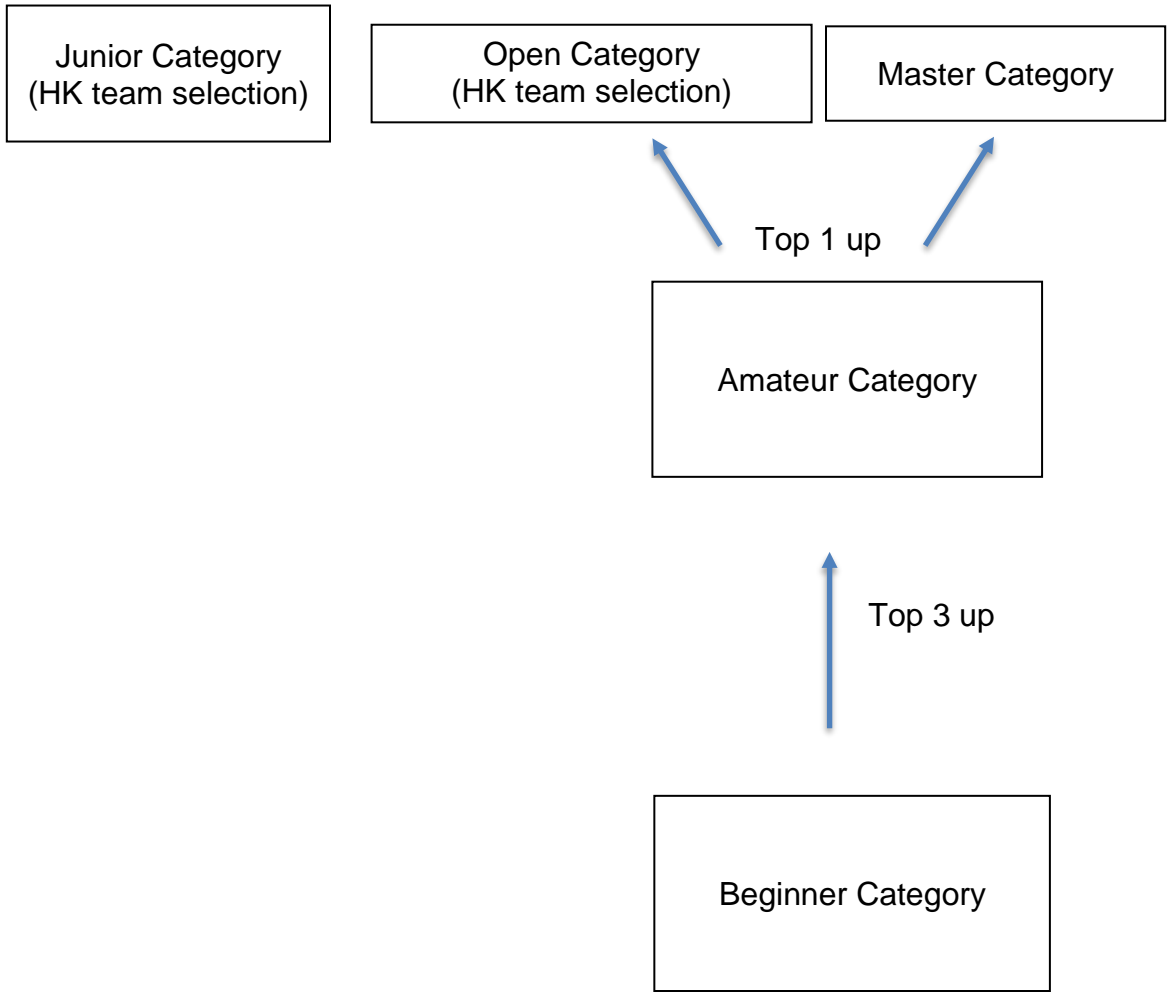 Junior Category
(HK team selection)
Open Category
(HK team selection)
Master Category
Top 1 up
Amateur Category
Top 3 up
Beginner Category